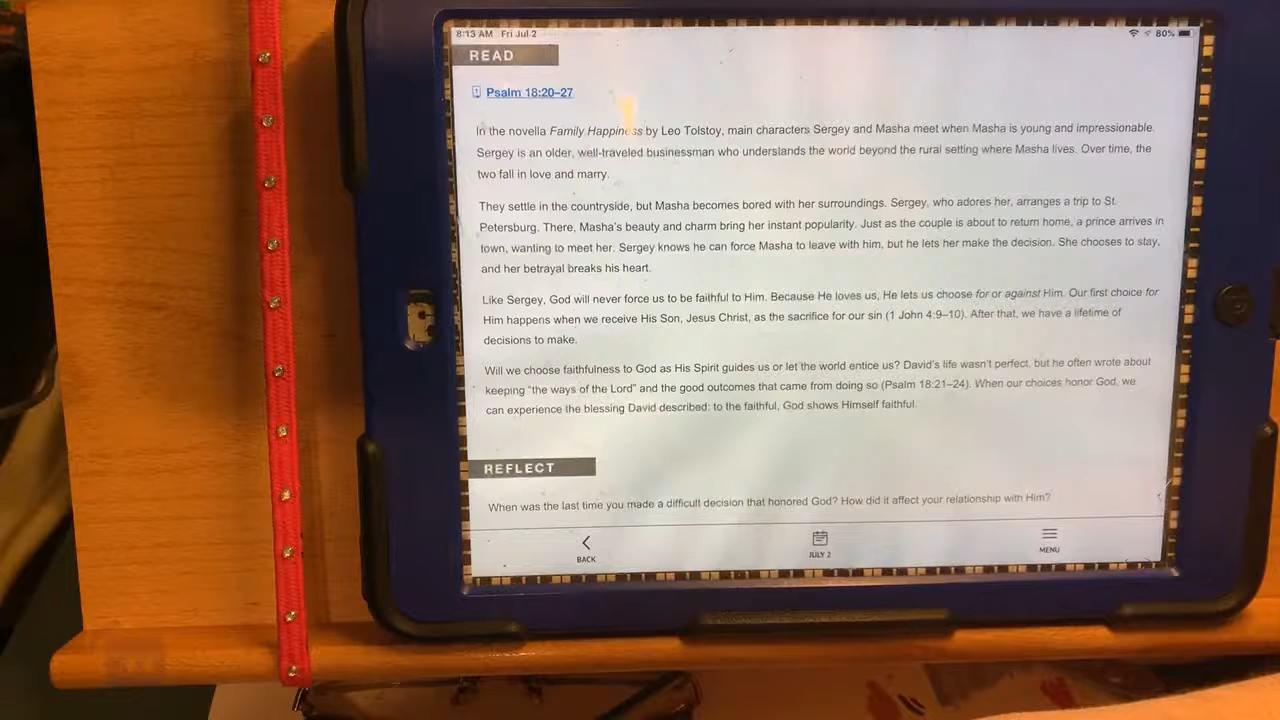 8:13 AM Fri Jul 2
80%
READ
Psalm 18:20–27
In the novella Family Happiness by Leo Tolstoy, main characters Sergey and Masha meet when Masha is young and impressionable.
Sergey is an older, well-traveled businessman who understands the world beyond the rural setting where Masha lives. Over time, the
two fall in love and marry.
They settle in the countryside, but Masha becomes bored with her surroundings. Sergey, who adores her, arranges a trip to St.
Petersburg. There, Masha's beauty and charm bring her instant popularity. Just as the couple is about to return home, a prince arrives in
town, wanting to meet her. Sergey knows he can force Masha to leave with him, but he lets her make the decision. She chooses to stay,
and her betrayal breaks his heart.
Like Sergey, God will never force us to be faithful to Him. Because He loves us, He lets us choose for or against Him. Our first choice for
Him happens when we receive His Son, Jesus Christ, as the sacrifice for our sin (1 John 4:9–10). After that, we have a lifetime of
decisions to make.
Will we choose faithfulness to God as His Spirit guides us or let the world entice us? David's life wasn't perfect, but he often wrote about
keeping "the ways of the Lord" and the good outcomes that came from doing so (Psalm 18:21–24). When our choices honor God, we
can experience the blessing David described: to the faithful, God shows Himself faithful.
REFLECT
When was the last time you made a difficult decision that honored God? How did it affect your relationship with Him?
BACK
JULY 2
MENU